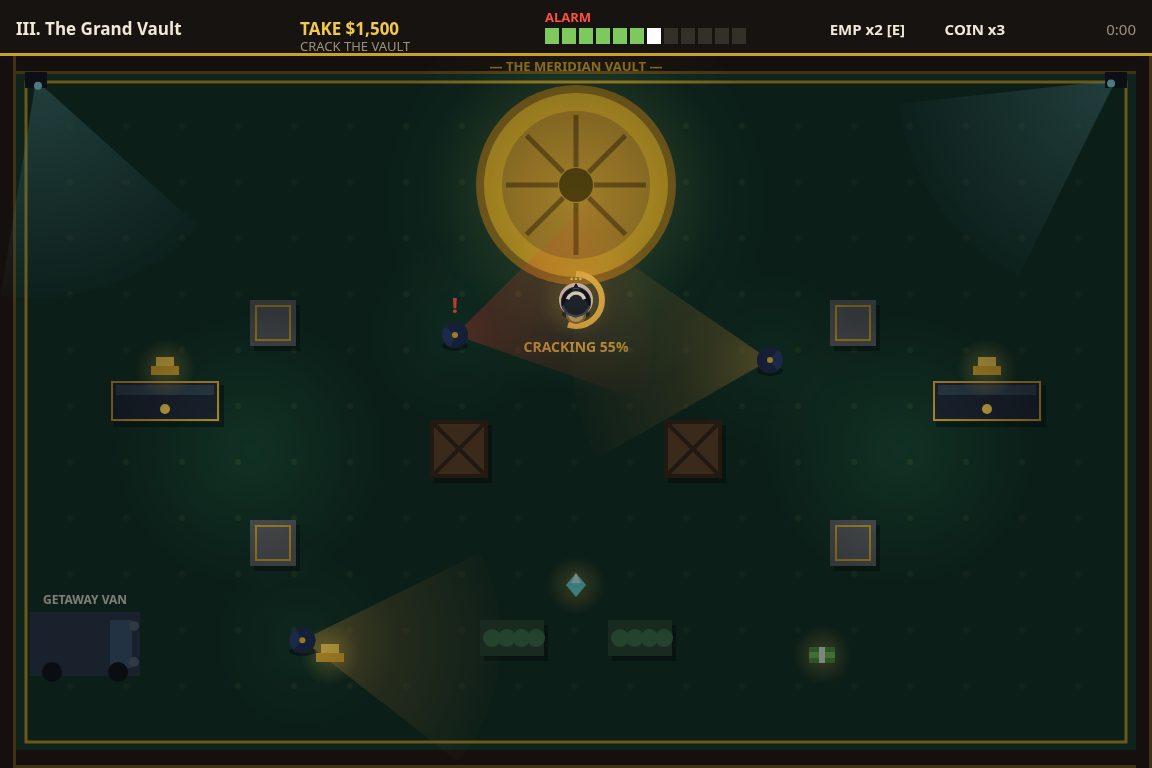 III. The Grand Vault
TAKE $1,500
CRACK THE VAULT
ALARM
EMP x2 [E]
COIN x3
0:00
— THE MERIDIAN VAULT —
!
CRACKING 55%
GETAWAY VAN